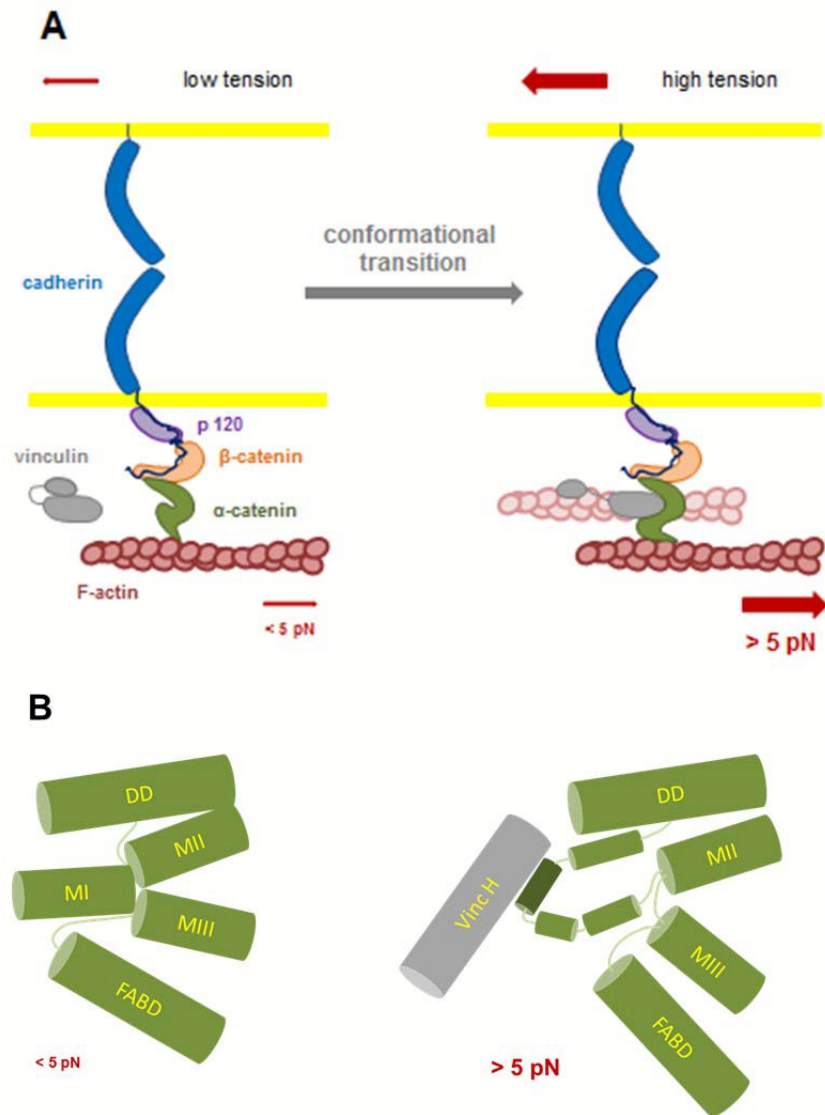 A
low tension
high tension
conformational
transition
cadherin
p 120
vinculin
β-catenin
α-catenin
F-actin
< 5 pN
> 5 pN
B
DD
MII
MI
MIII
FABD
< 5 pN
DD
MII
Vinc H
MIII
FABD
> 5 pN